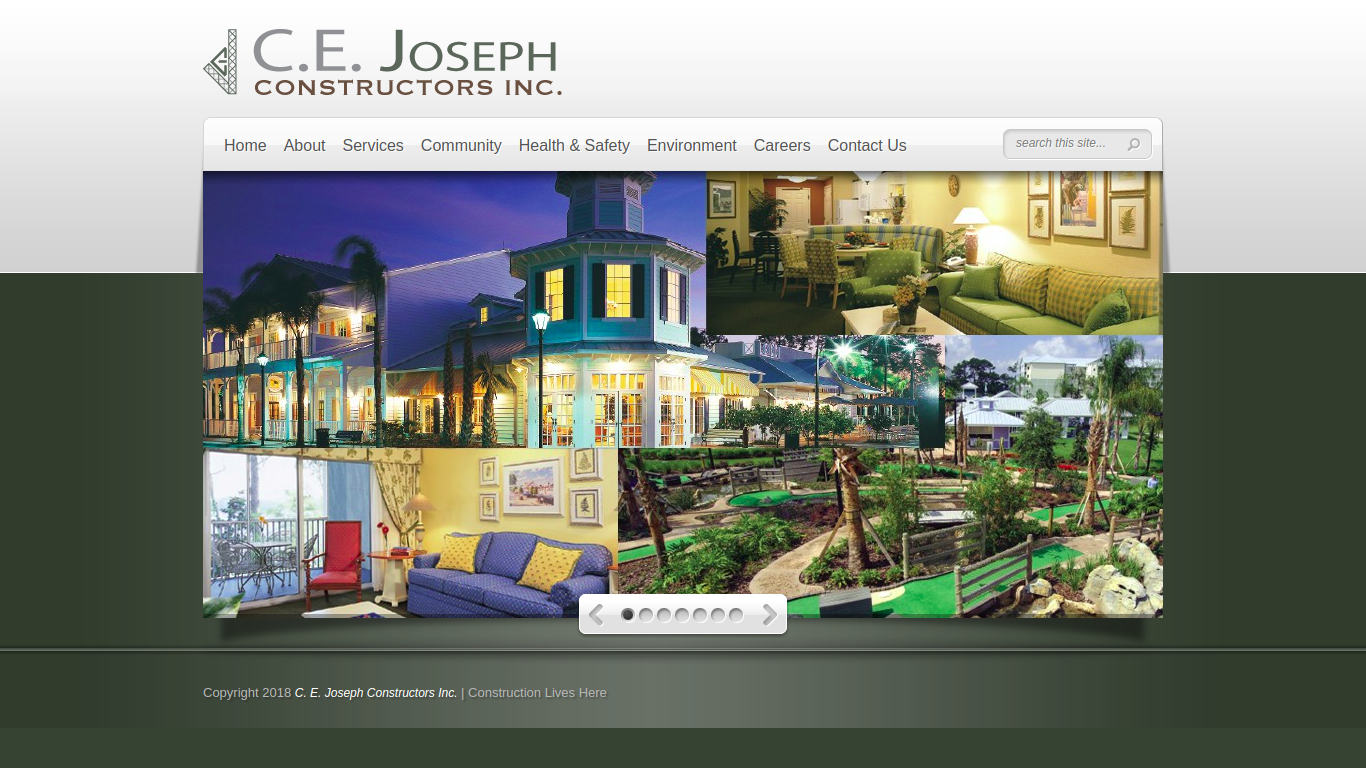 C.E. JOSEPH
CONSTRUCTORS INC.
Home About Services Community Health & Safety Environment Careers Contact Us
search this site...
Copyright 2018 C. E. Joseph Constructors Inc. | Construction Lives Here